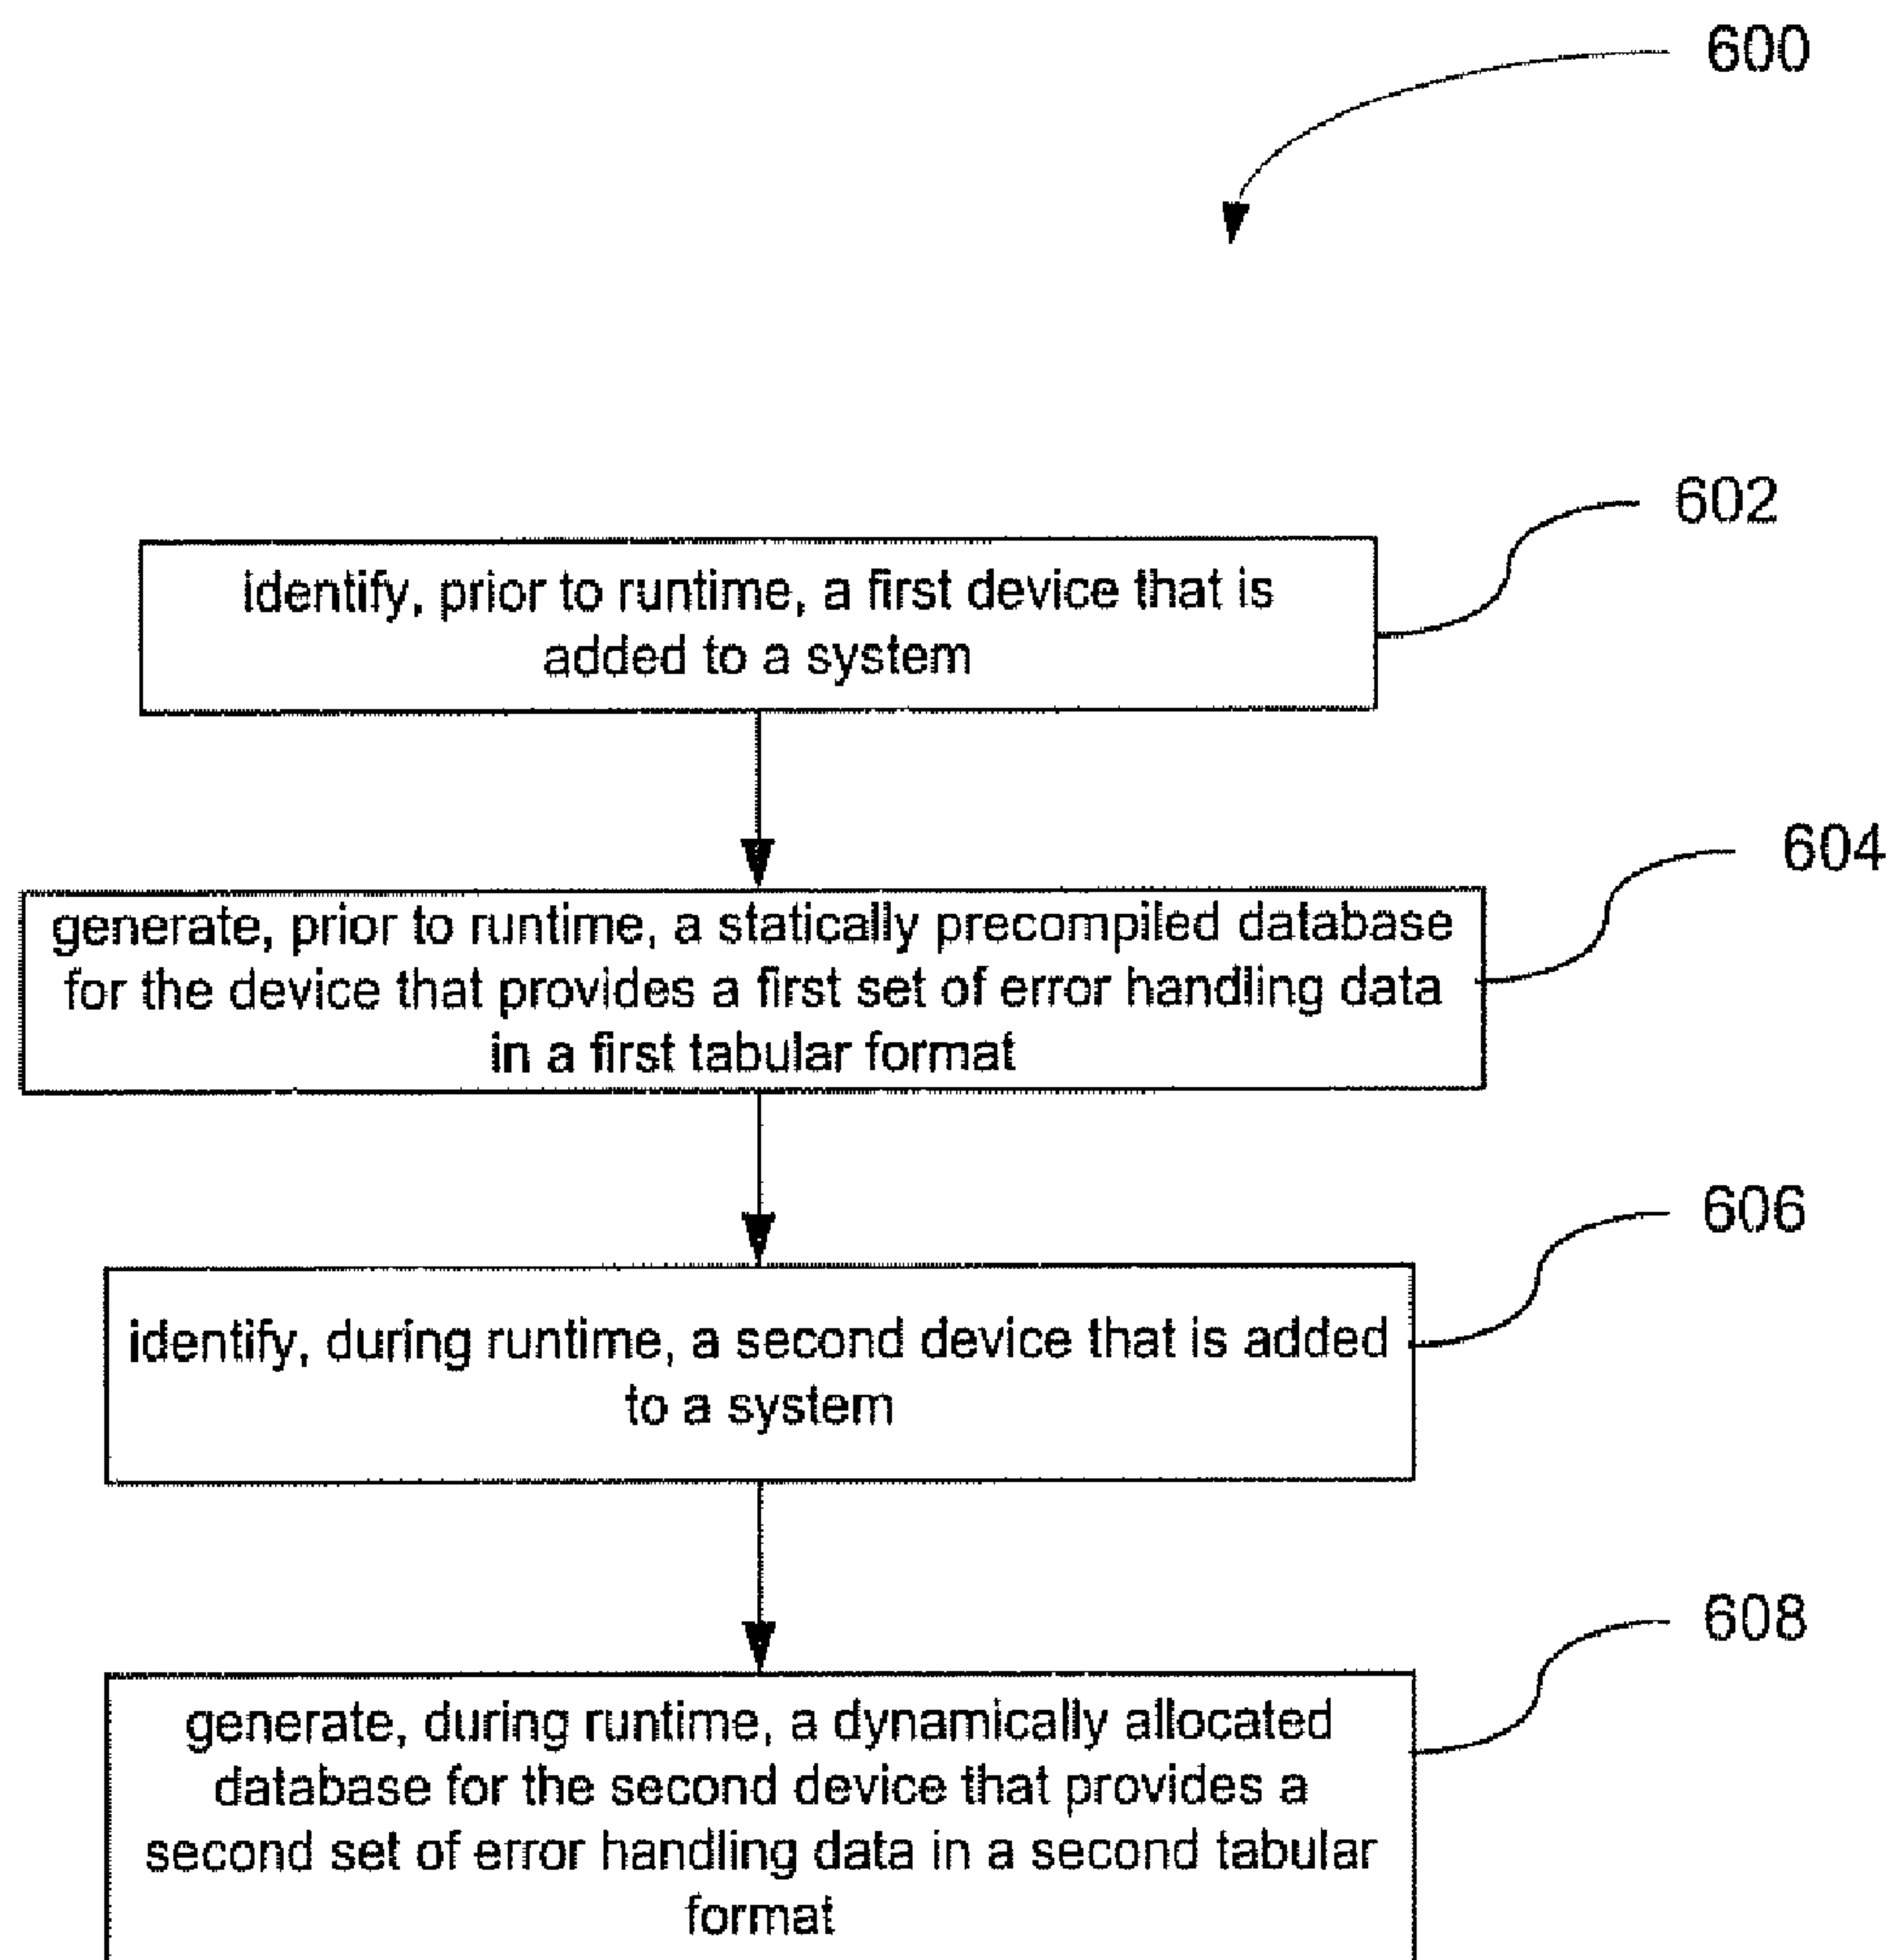 600
602
identify, prior to runtime, a first device that is
added to a system
604
generate, prior to runtime, a statically precompiled database
for the device that provides a first set of error handling data
in a first tabular format
606
identify, during runtime, a second device that is added
to a system
608
generate, during runtime, a dynamically allocated
database for the second device that provides a
second set of error handling data in a second tabular
format